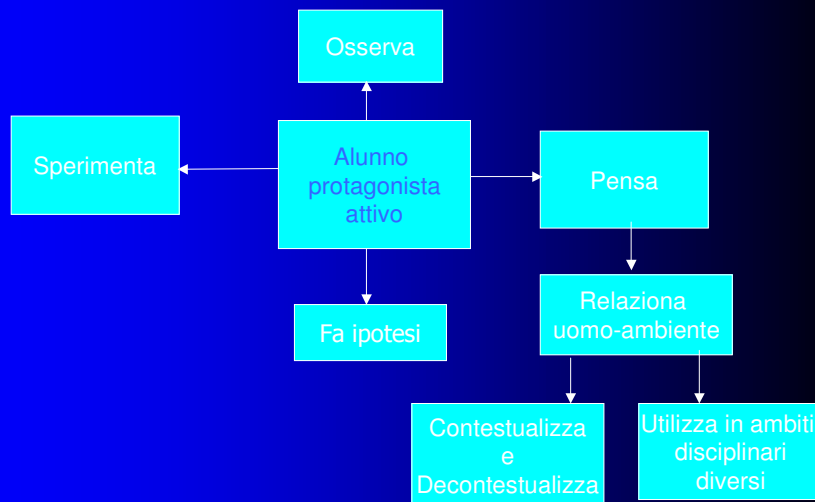 Osserva
Sperimenta
Alunno
protagonista
attivo
Pensa
Fa ipotesi
Relaziona
uomo-ambiente
Contestualizza
e
Decontestualizza
Utilizza in ambiti
disciplinari
diversi